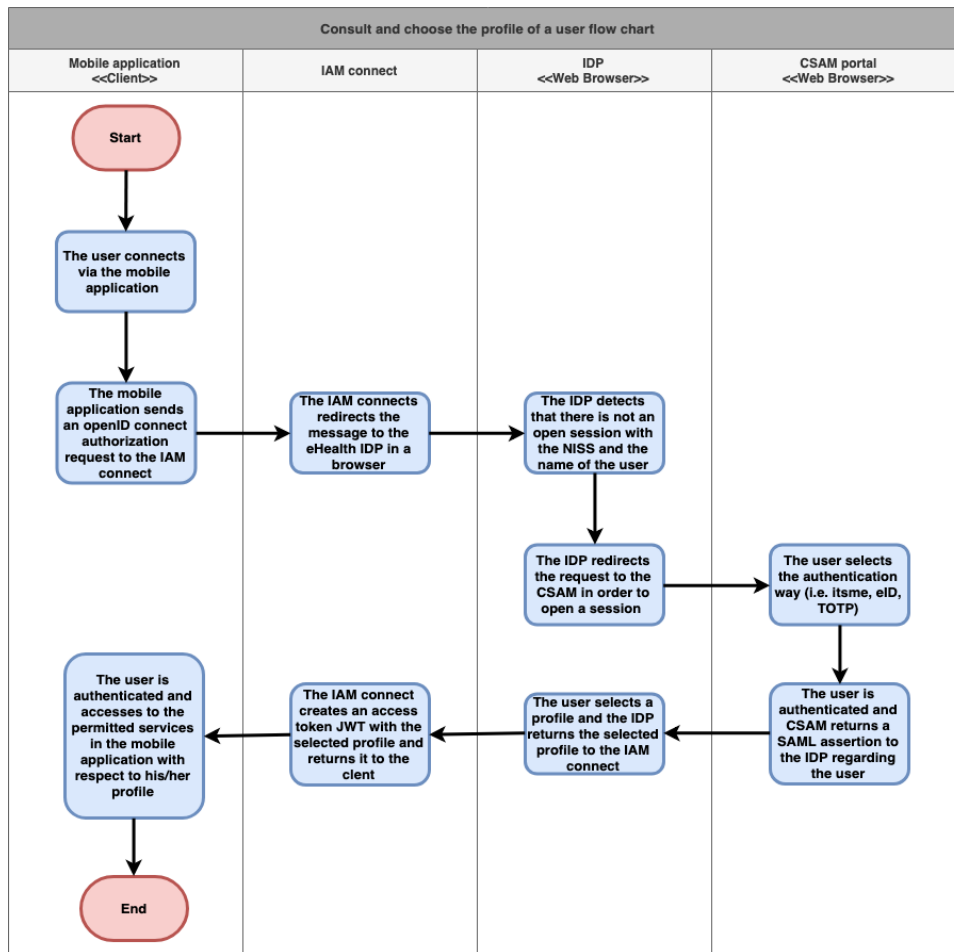 Consult and choose the profile of a user flow chart
Mobile application
<<Client>>
IAM connect
IDP
<<Web Browser>>
CSAM portal
<<Web Browser>>
Start
The user connects
via the mobile
application
The mobile
application sends
an openID connect
authorization
request to the IAM
connect
The IAM connects
redirects the
message to the
eHealth IDP in a
browser
The IDP detects
that there is not an
open session with
the NISS and the
name of the user
The IDP redirects
the request to the
CSAM in order to
open a session
The user selects
the authentication
way (i.e. itsme, eID,
TOTP)
The user is
authenticated and
CSAM returns a
SAML assertion to
the IDP regarding
the user
The user selects a
profile and the IDP
returns the selected
profile to the IAM
connect
The IAM connect
creates an access
token JWT with the
selected profile and
returns it to the
clent
The user is
authenticated and
accesses to the
permitted services
in the mobile
application with
respect to his/her
profile
End